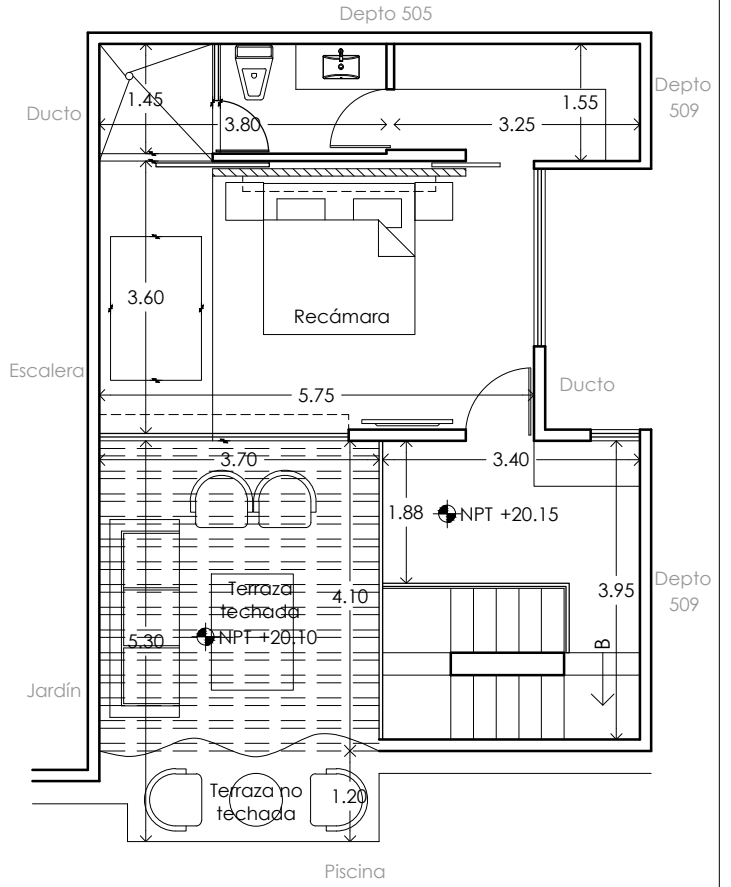 Depto 505
Ducto
1.45
3.80
1.55
3.25
Depto
509
3.60
Recámara
Escalera
5.75
Ducto
3.70
3.40
1.88
NPT +20.15
Terraza
techada
4.10
3.95
Depto
509
5.30
NPT +20.10
B
Jardín
Terraza no
techada
1.20
Piscina